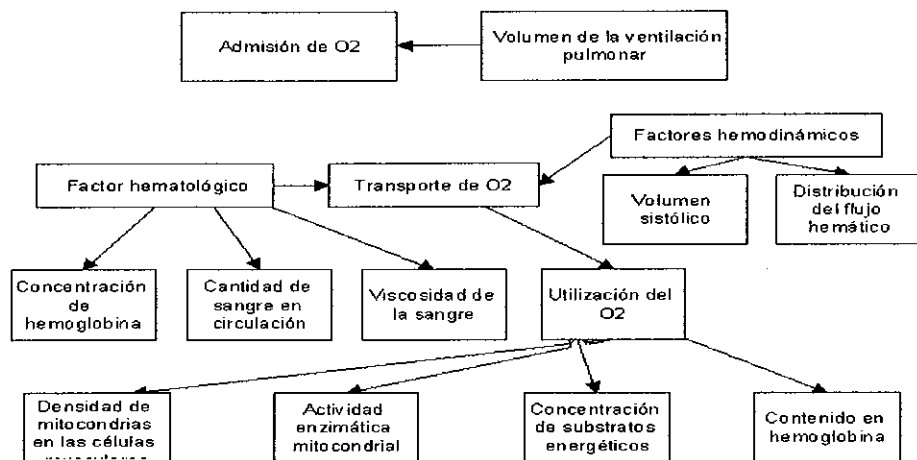 Admisión de O2
Volumen de la ventilación
pulmonar
Factores hemodinámicos
Factor hematológico
Transporte de O2
Volumen
sistólico
Distribución
del flujo
hemático
Concentración
de
hemoglobina
Cantidad de
sangre en
circulación
Viscosidad de
la sangre
Utilización del
O2
Densidad de
mitocondrias
en las células
Actividad
enzimática
mitocondrial
Concentración
de substratos
energéticos
Contenido en
hemoglobina